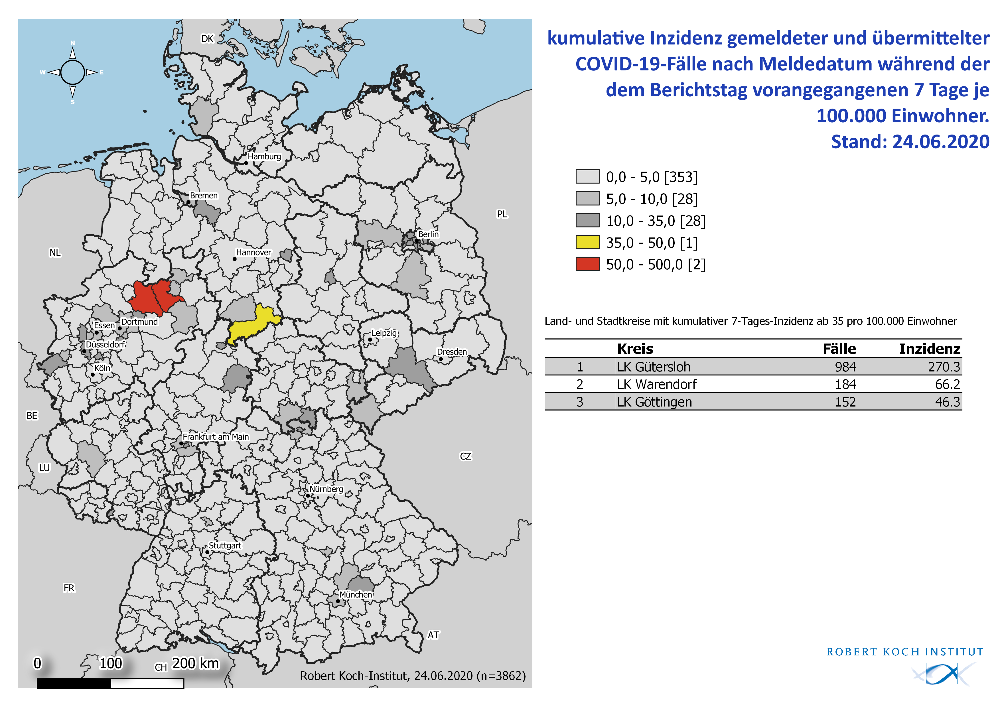 kumulative Inzidenz gemeldeter und übermittelter
COVID-19-Fälle nach Meldedatum während der
dem Berichtstag vorangegangenen 7 Tage je
100.000 Einwohner.
Stand: 24.06.2020
0,0 - 5,0 [353]
5,0 - 10,0 [28]
10,0 - 35,0 [28]
35,0 - 50,0 [1]
50,0 - 500,0 [2]
Land- und Stadtkreise mit kumulativer 7-Tages-Inzidenz ab 35 pro 100.000 Einwohner
Kreis Fälle Inzidenz
1 LK Gütersloh 984 270.3
2 LK Warendorf 184 66.2
3 LK Göttingen 152 46.3
N
W E
S
DK
Hamburg
Bremen
PL
Berlin
NL
Hannover
Essen
Dortmund
Düsseldorf
Leipzig
Dresden
Köln
BE
Frankfurt am Main
LU
CZ
Nürnberg
Stuttgart
FR
München
AT
CH
0 100 200 km
Robert Koch-Institut, 24.06.2020 (n=3862)
ROBERT KOCH INSTITUT